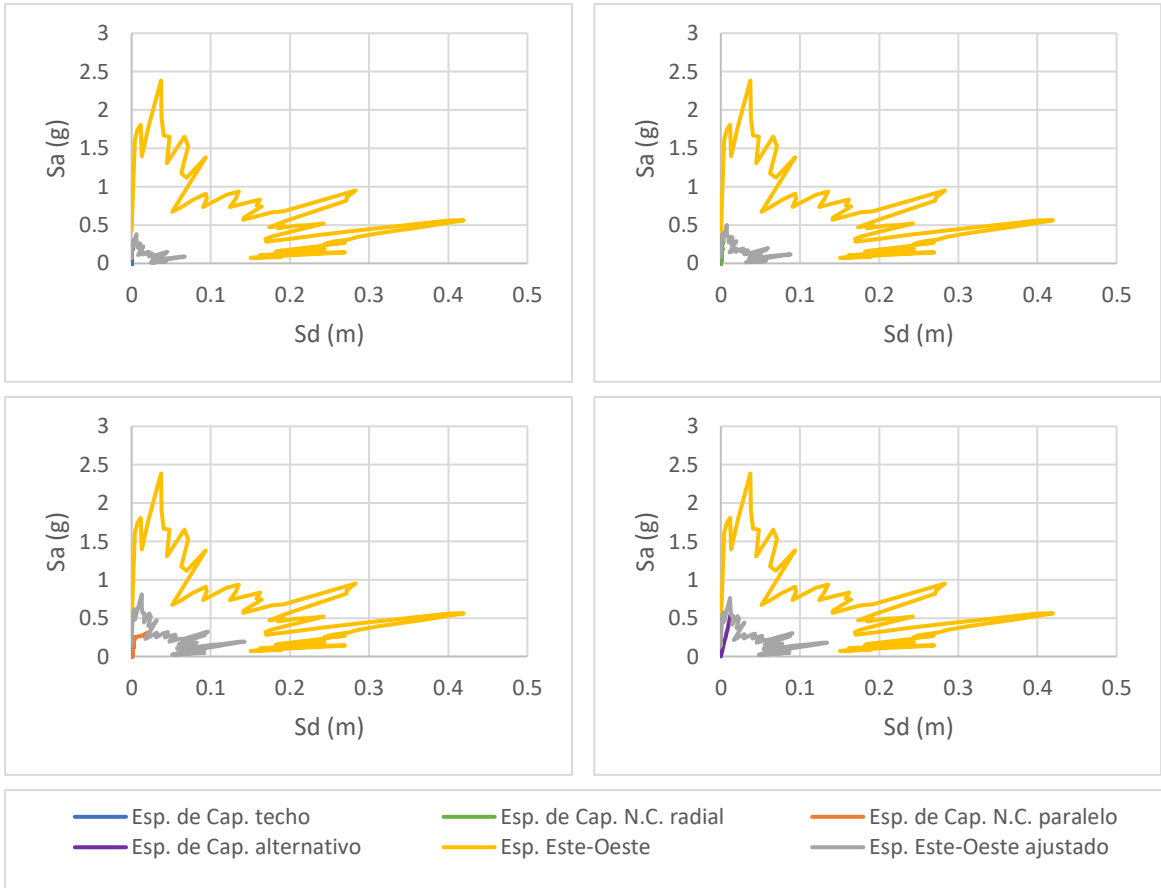 3
2.5
2
1.5
1
0.5
0
Sa (g)
0 0.1 0.2 0.3 0.4 0.5
Sd (m)
3
2.5
2
1.5
1
0.5
0
Sa (g)
0 0.1 0.2 0.3 0.4 0.5
Sd (m)
3
2.5
2
1.5
1
0.5
0
Sa (g)
0 0.1 0.2 0.3 0.4 0.5
Sd (m)
3
2.5
2
1.5
1
0.5
0
Sa (g)
0 0.1 0.2 0.3 0.4 0.5
Sd (m)
Esp. de Cap. techo
Esp. de Cap. N.C. radial
Esp. de Cap. N.C. paralelo
Esp. de Cap. alternativo
Esp. Este-Oeste
Esp. Este-Oeste ajustado